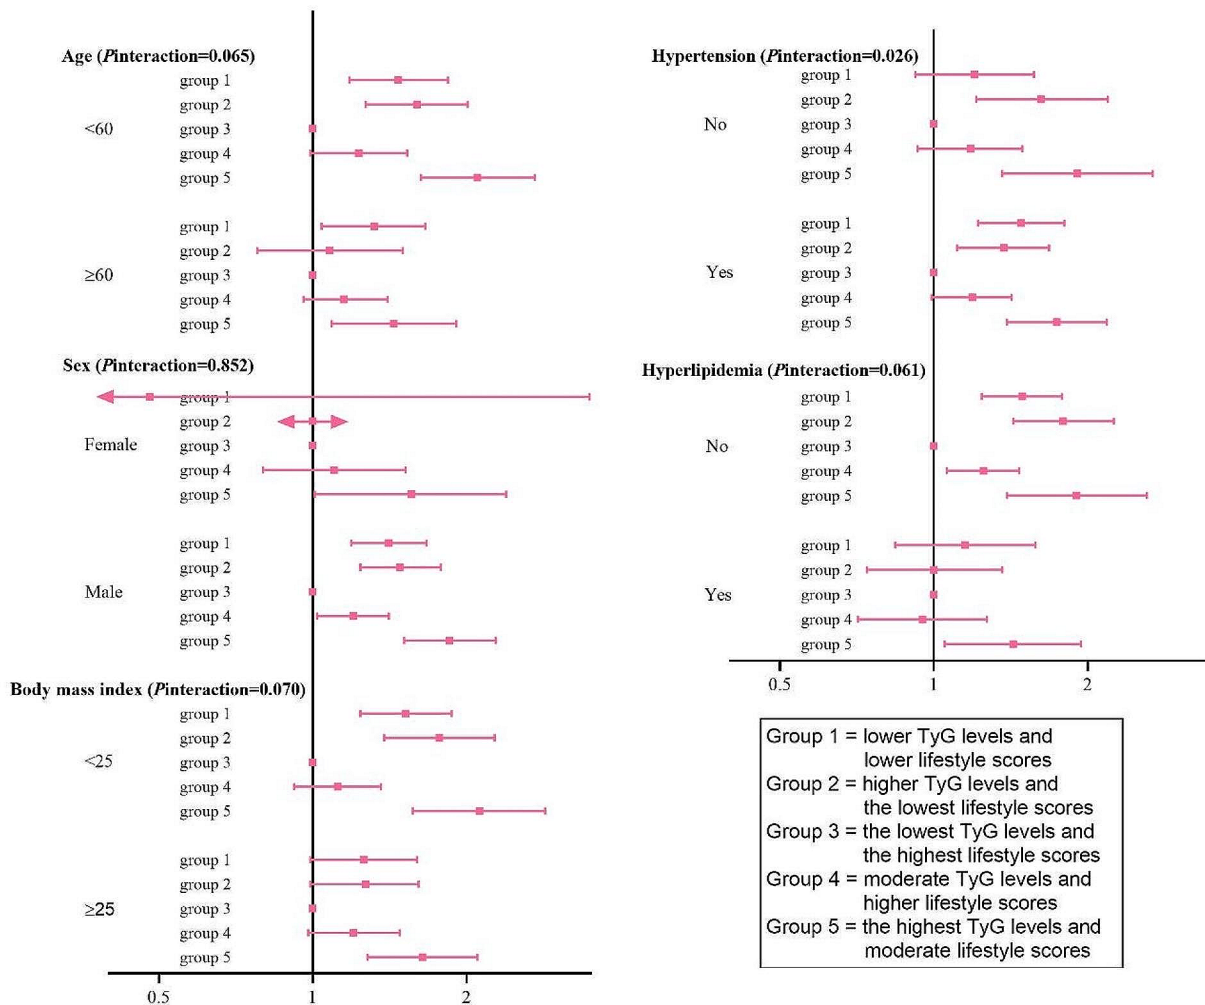 Age (Pinteraction=0.065)
group 1
group 2
<60
group 3
group 4
group 5
group 1
group 2
≥60
group 3
group 4
group 5
Sex (Pinteraction=0.852)
group 1
group 2
Female
group 3
group 4
group 5
group 1
group 2
Male
group 3
group 4
group 5
Body mass index (Pinteraction=0.070)
group 1
group 2
<25
group 3
group 4
group 5
group 1
group 2
≥25
group 3
group 4
group 5
0.5 1 2
Hypertension (Pinteraction=0.026)
group 1
group 2
No
group 3
group 4
group 5
group 1
group 2
Yes
group 3
group 4
group 5
Hyperlipidemia (Pinteraction=0.061)
group 1
group 2
No
group 3
group 4
group 5
group 1
group 2
Yes
group 3
group 4
group 5
0.5 1 2
Group 1 = lower TyG levels and
lower lifestyle scores
Group 2 = higher TyG levels and
the lowest lifestyle scores
Group 3 = the lowest TyG levels and
the highest lifestyle scores
Group 4 = moderate TyG levels and
higher lifestyle scores
Group 5 = the highest TyG levels and
moderate lifestyle scores